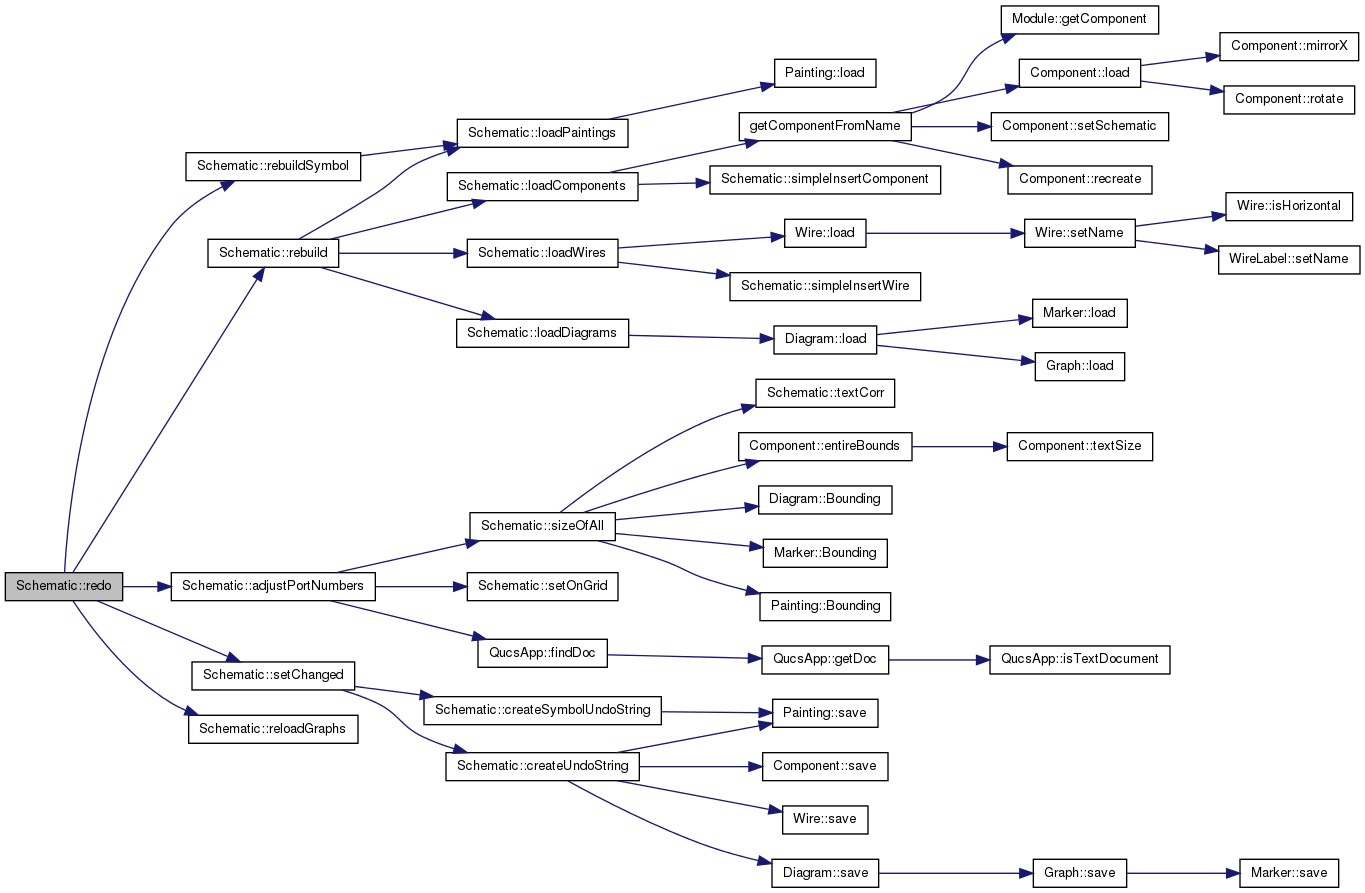 Module::getComponent
Component::mirrorX
Painting::load
Component::load
Component::rotate
Schematic::loadPaintings
getComponentFromName
Component::setSchematic
Schematic::rebuildSymbol
Schematic::loadComponents
Schematic::simpleInsertComponent
Component::recreate
Wire::isHorizontal
Schematic::rebuild
Schematic::loadWires
Wire::load
Wire::setName
WireLabel::setName
Schematic::simpleInsertWire
Schematic::loadDiagrams
Diagram::load
Marker::load
Graph::load
Schematic::textCorr
Component::entireBounds
Component::textSize
Diagram::Bounding
Schematic::sizeOfAll
Marker::Bounding
Schematic::redo
Schematic::adjustPortNumbers
Schematic::setOnGrid
Painting::Bounding
QucsApp::findDoc
QucsApp::getDoc
QucsApp::isTextDocument
Schematic::setChanged
Schematic::createSymbolUndoString
Painting::save
Schematic::reloadGraphs
Schematic::createUndoString
Component::save
Wire::save
Diagram::save
Graph::save
Marker::save